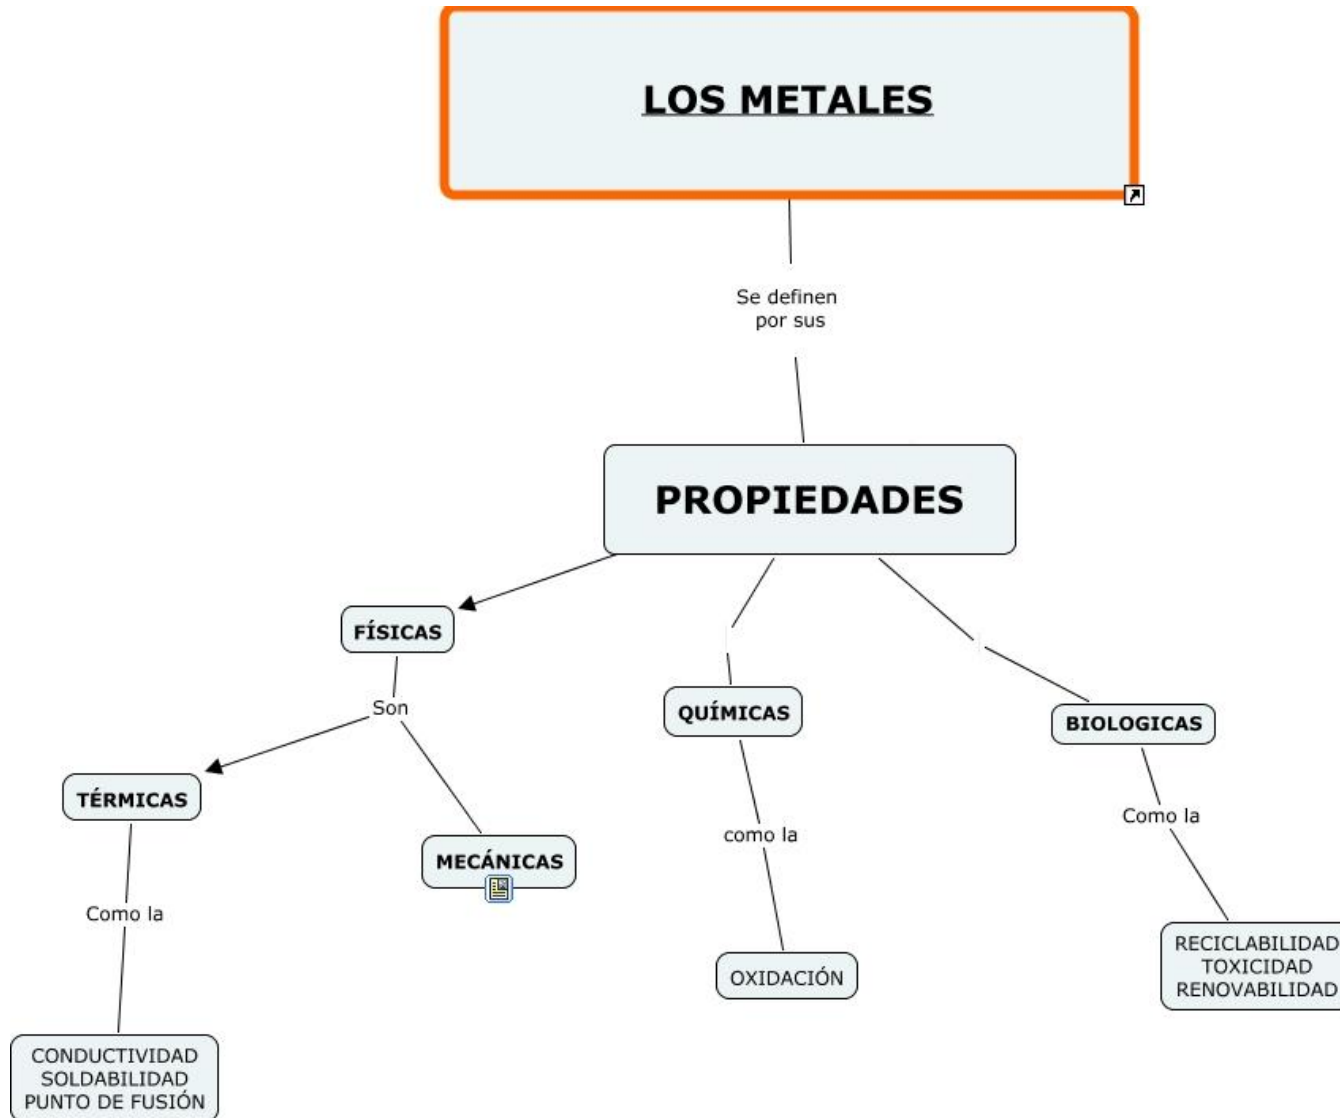 LOS METALES
Se definen
por sus
PROPIEDADES
FÍSICAS
Son
QUÍMICAS
BIOLOGICAS
TÉRMICAS
MECÁNICAS
como la
Como la
Como la
OXIDACIÓN
RECICLABILIDAD
TOXICIDAD
RENOVABILIDAD
CONDUCTIVIDAD
SOLDABILIDAD
PUNTO DE FUSIÓN